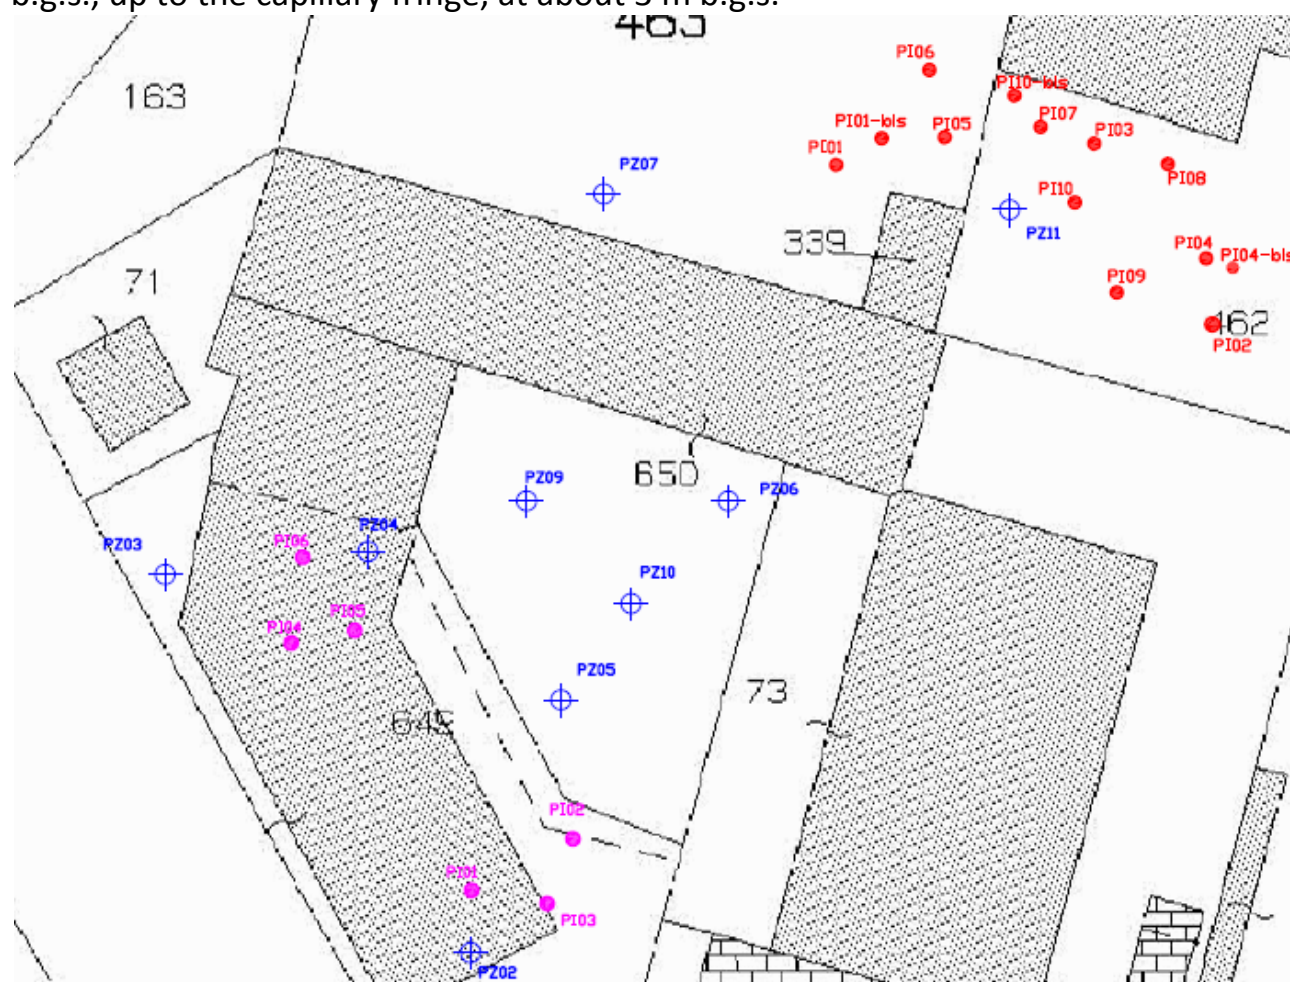 b.g.s., up to the capillary fringe, at about 3 m b.g.s.
463
PI06
163
PI10-bis
PI01-bis
PI05
PI07
PI03
PI01
PZ07
PI08
PI10
PZ11
339
PI04
PI04-bis
71
PI09
462
PI02
650
PZ09
PZ06
PZ04
PZ03
PI06
PZ10
PI05
PI04
PZ05
73
645
PI02
PI01
PI03
PZ02